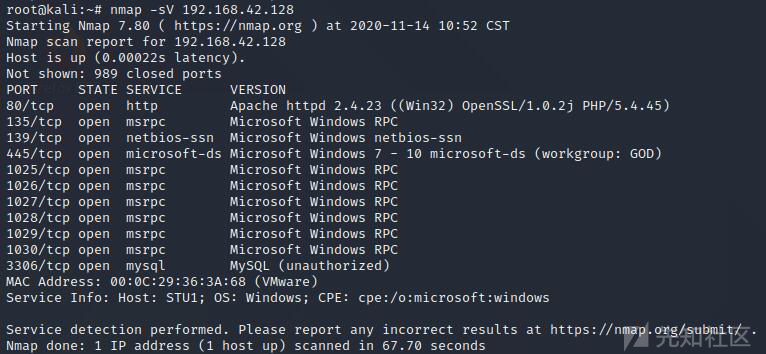 root@kali:~# nmap -sV 192.168.42.128
Starting Nmap 7.80 ( https://nmap.org ) at 2020-11-14 10:52 CST
Nmap scan report for 192.168.42.128
Host is up (0.00022s latency).
Not shown: 989 closed ports
PORT     STATE SERVICE      VERSION
80/tcp   open  http         Apache httpd 2.4.23 ((Win32) OpenSSL/1.0.2j PHP/5.4.45)
135/tcp  open  msrpc        Microsoft Windows RPC
139/tcp  open  netbios-ssn  Microsoft Windows netbios-ssn
445/tcp  open  microsoft-ds Microsoft Windows 7 - 10 microsoft-ds (workgroup: GOD)
1025/tcp open  msrpc        Microsoft Windows RPC
1026/tcp open  msrpc        Microsoft Windows RPC
1027/tcp open  msrpc        Microsoft Windows RPC
1028/tcp open  msrpc        Microsoft Windows RPC
1029/tcp open  msrpc        Microsoft Windows RPC
1030/tcp open  msrpc        Microsoft Windows RPC
3306/tcp open  mysql        MySQL (unauthorized)
MAC Address: 00:0C:29:36:3A:68 (VMware)
Service Info: Host: STU1; OS: Windows; CPE: cpe:/o:microsoft:windows

Service detection performed. Please report any incorrect results at https://nmap.org/submit/ .
Nmap done: 1 IP address (1 host up) scanned in 67.70 seconds
先知社区